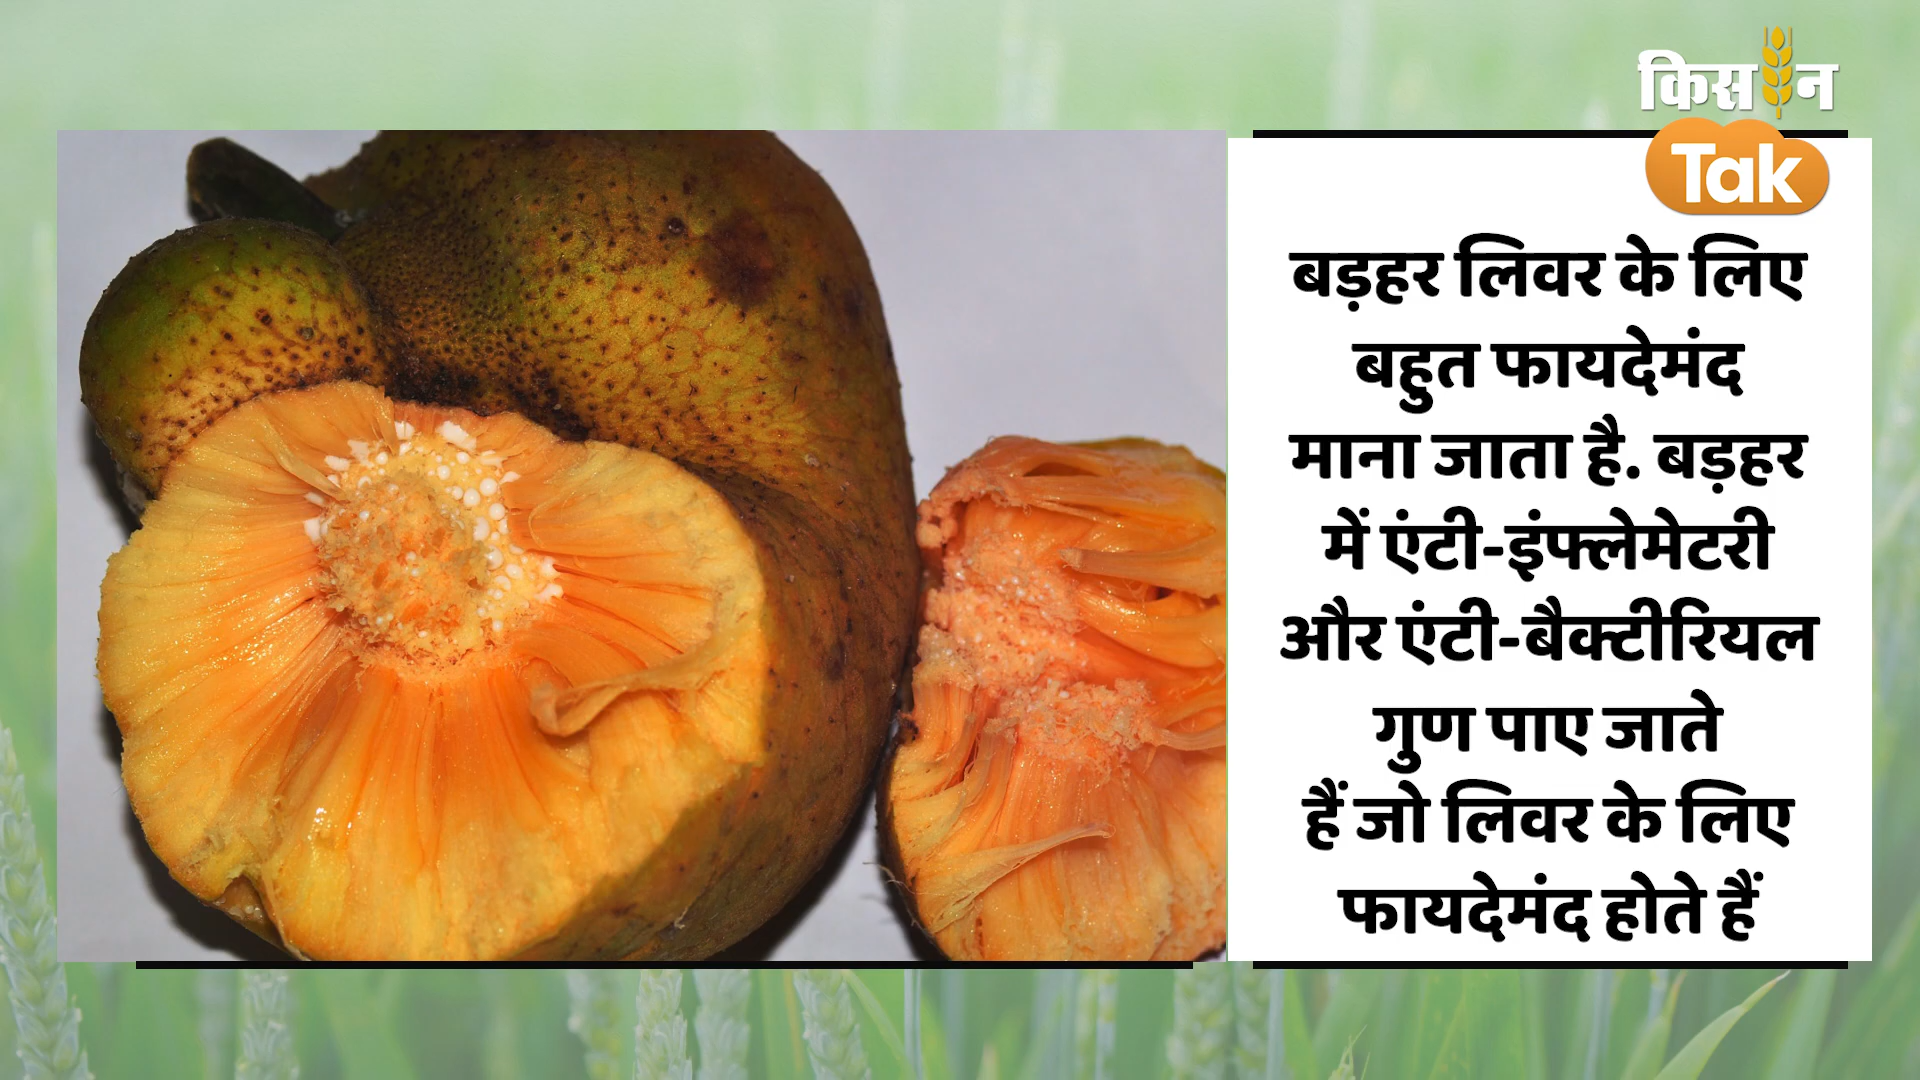 किसान
Tak
बड़हर लिवर के लिए
बहुत फायदेमंद
माना जाता है. बड़हर
में एंटी-इंफ्लेमेटरी
और एंटी-बैक्टीरियल
गुण पाए जाते
हैं जो लिवर के लिए
फायदेमंद होते हैं